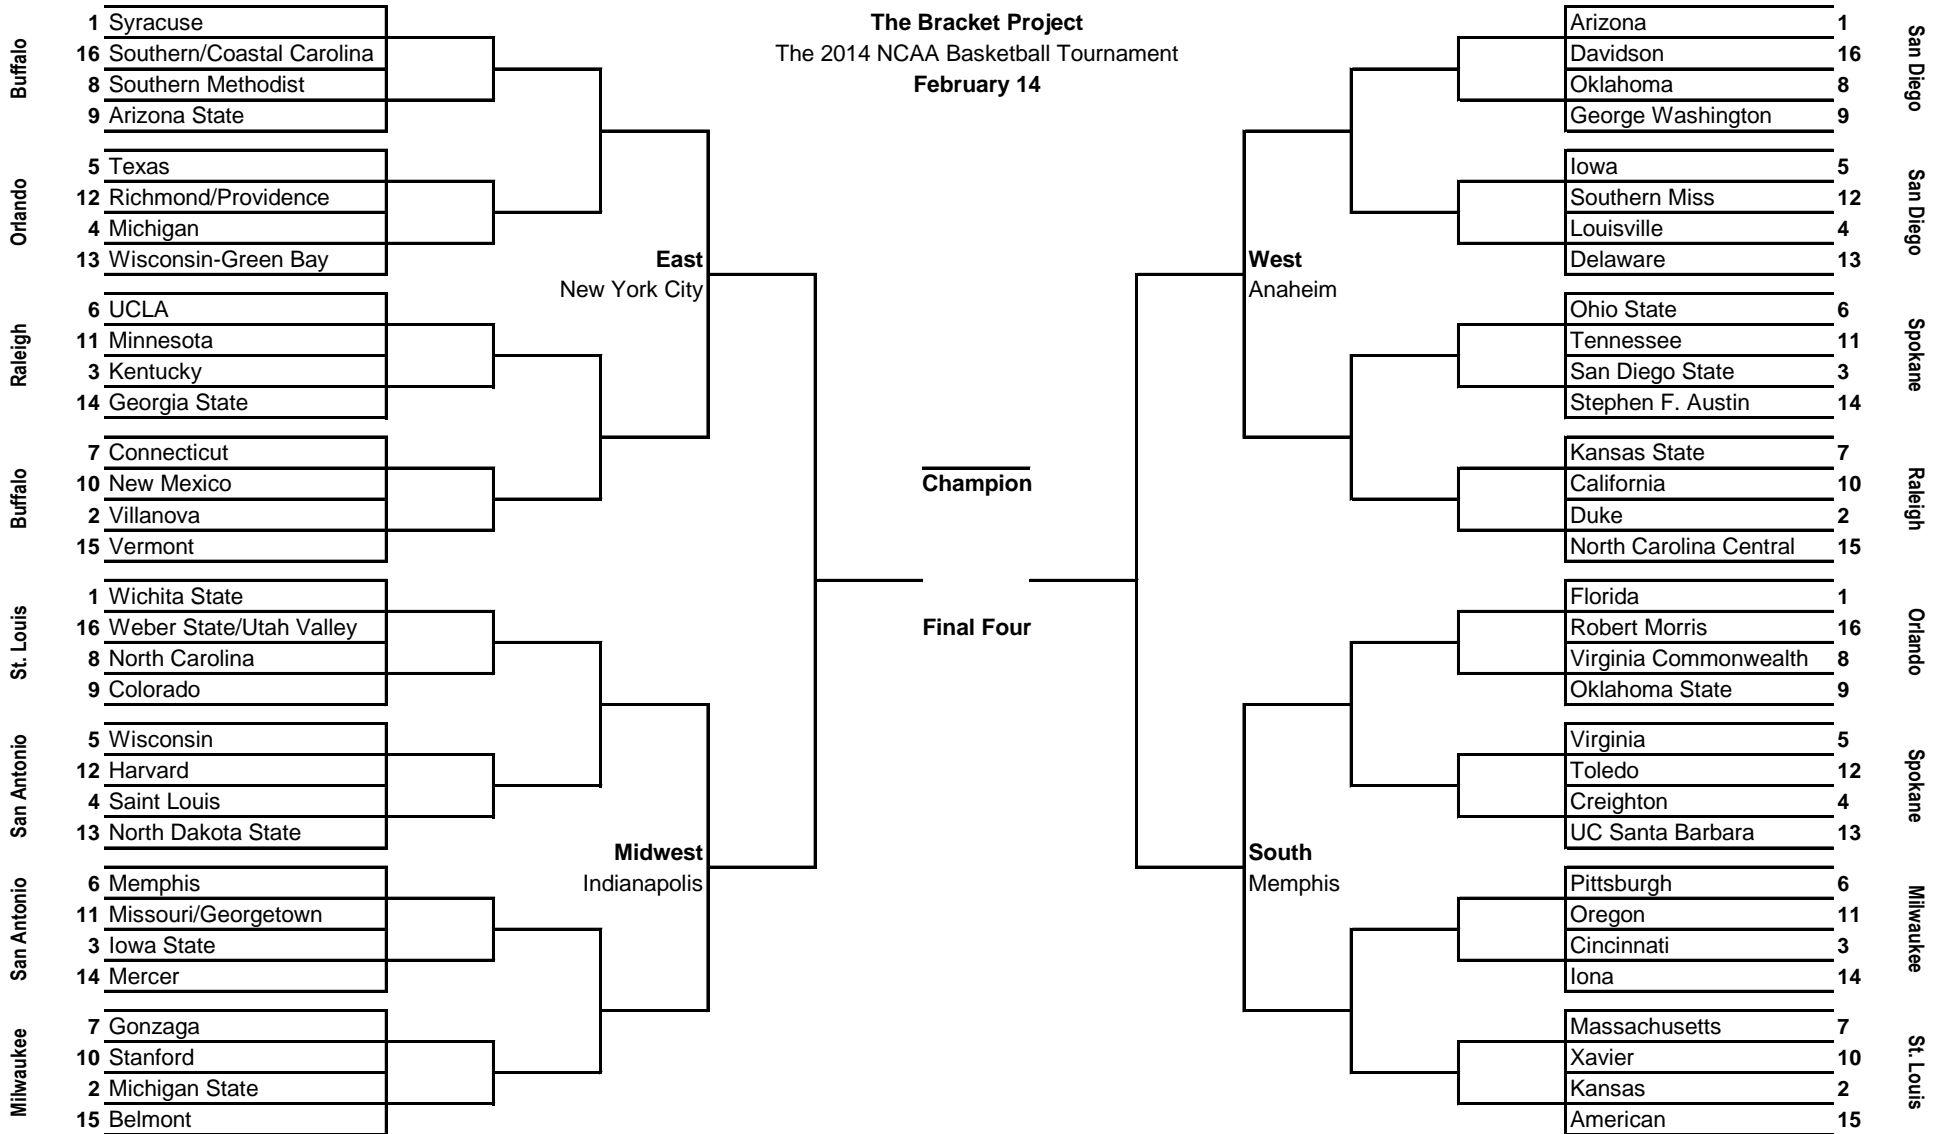 The Bracket Project
The 2014 NCAA Basketball Tournament
February 14
Buffalo
1 Syracuse
16 Southern/Coastal Carolina
8 Southern Methodist
9 Arizona State
Orlando
5 Texas
12 Richmond/Providence
4 Michigan
13 Wisconsin-Green Bay
East
New York City
Raleigh
6 UCLA
11 Minnesota
3 Kentucky
14 Georgia State
Buffalo
7 Connecticut
10 New Mexico
2 Villanova
15 Vermont
St. Louis
1 Wichita State
16 Weber State/Utah Valley
8 North Carolina
9 Colorado
San Antonio
5 Wisconsin
12 Harvard
4 Saint Louis
13 North Dakota State
Midwest
Indianapolis
San Antonio
6 Memphis
11 Missouri/Georgetown
3 Iowa State
14 Mercer
Milwaukee
7 Gonzaga
10 Stanford
2 Michigan State
15 Belmont
Champion
Final Four
Arizona 1
Davidson 16
Oklahoma 8
George Washington 9
San Diego
Iowa 5
Southern Miss 12
Louisville 4
Delaware 13
San Diego
West
Anaheim
Ohio State 6
Tennessee 11
San Diego State 3
Stephen F. Austin 14
Spokane
Kansas State 7
California 10
Duke 2
North Carolina Central 15
Raleigh
Florida 1
Robert Morris 16
Virginia Commonwealth 8
Oklahoma State 9
Orlando
Virginia 5
Toledo 12
Creighton 4
UC Santa Barbara 13
Spokane
South
Memphis
Pittsburgh 6
Oregon 11
Cincinnati 3
Iona 14
Milwaukee
Massachusetts 7
Xavier 10
Kansas 2
American 15
St. Louis